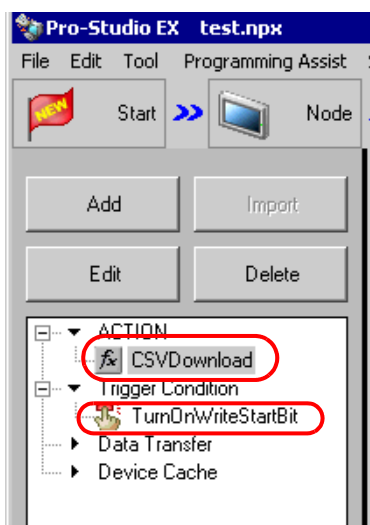 Pro-Studio EX test.npx
File Edit Tool Programming Assist
NEW Start Node
Add Import
Edit Delete
ACTION
fx CSVDownload
Trigger Condition
TurnOnWriteStartBit
Data Transfer
Device Cache